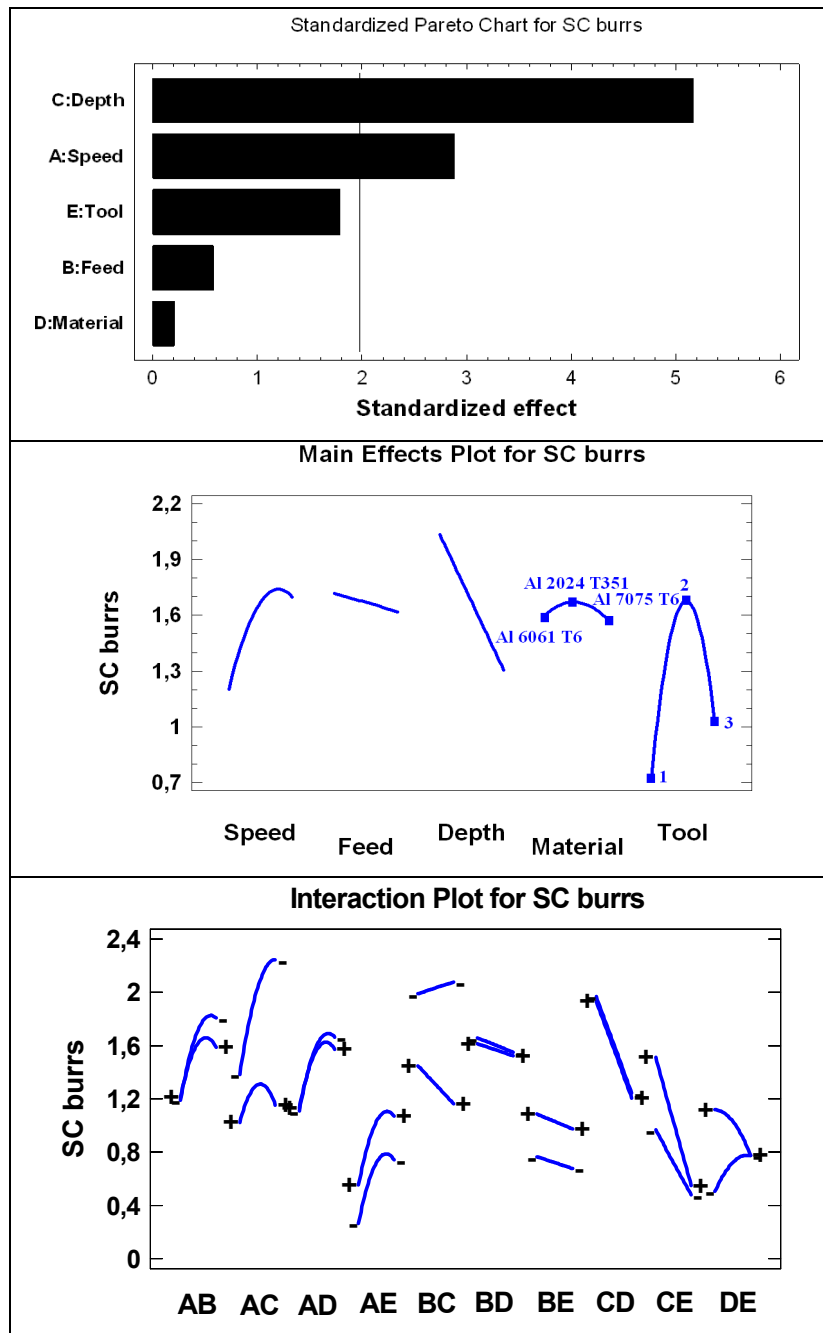 Standardized Pareto Chart for SC burrs
C:Depth
A:Speed
E:Tool
B:Feed
D:Material
0 1 2 3 4 5 6
Standardized effect
Main Effects Plot for SC burrs
SC burrs
2,2
1,9
1,6
1,3
1
0,7
Al 2024 T351
Al 7075 T6
Al 6061 T6
2
1
3
Speed Feed Depth Material Tool
Interaction Plot for SC burrs
SC burrs
2,4
2
1,6
1,2
0,8
0,4
0
AB AC AD AE BC BD BE CD CE DE